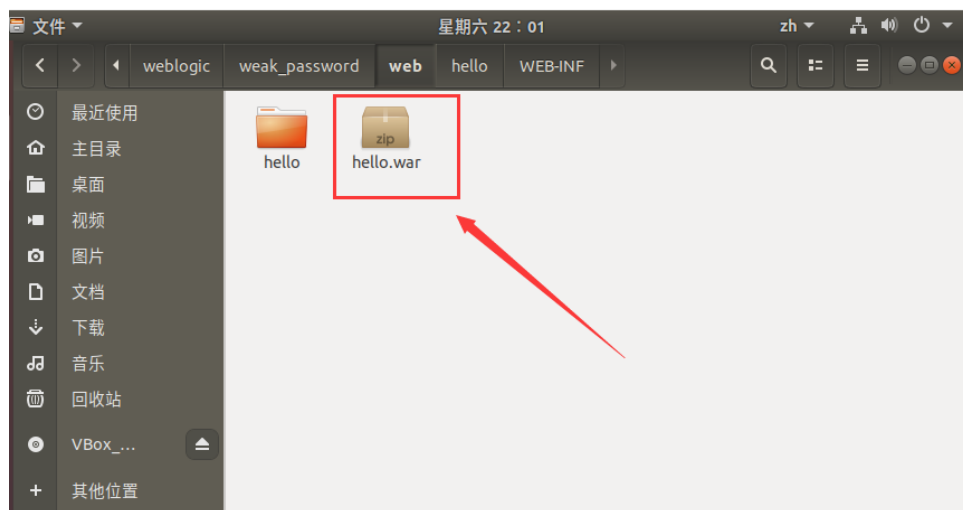 文件 星期六 22:01 zh
weblogic weak_password web hello WEB-INF
最近使用
主目录
桌面
视频
图片
文档
下载
音乐
回收站
VBox_...
其他位置
zip
hello hello.war